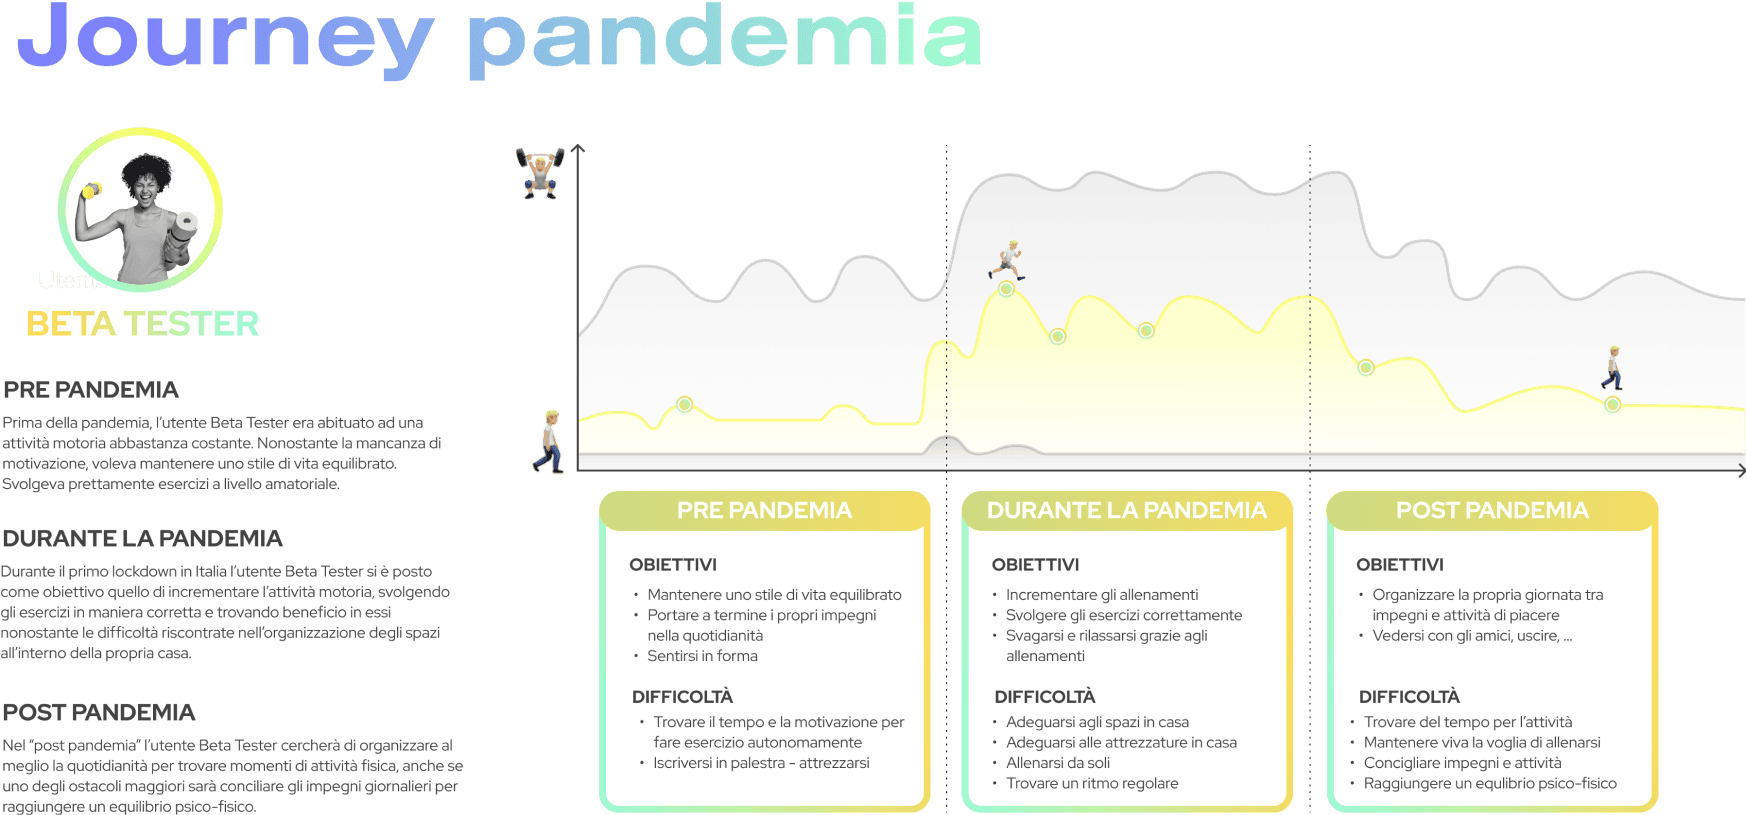 Journey pandemia
Utem
BETA TESTER
PRE PANDEMIA
Prima della pandemia, l’utente Beta Tester era abituato ad una
attività motoria abbastanza costante. Nonostante la mancanza di
motivazione, voleva mantenere uno stile di vita equilibrato.
Svolgeva prettamente esercizi a livello amatoriale.
DURANTE LA PANDEMIA
Durante il primo lockdown in Italia l’utente Beta Tester si è posto
come obiettivo quello di incrementare l’attività motoria, svolgendo
gli esercizi in maniera corretta e trovando beneficio in essi
nonostante le difficoltà riscontrate nell’organizzazione degli spazi
all’interno della propria casa.
POST PANDEMIA
Nel “post pandemia” l’utente Beta Tester cercherà di organizzare al
meglio la quotidianità per trovare momenti di attività fisica, anche se
uno degli ostacoli maggiori sarà conciliare gli impegni giornalieri per
raggiungere un equilibrio psico-fisico.
PRE PANDEMIA
OBIETTIVI
• Mantenere uno stile di vita equilibrato
• Portare a termine i propri impegni
nella quotidianità
• Sentirsi in forma
DIFFICOLTÀ
• Trovare il tempo e la motivazione per
fare esercizio autonomamente
• Iscriversi in palestra - attrezzarsi
DURANTE LA PANDEMIA
OBIETTIVI
• Incrementare gli allenamenti
• Svolgere gli esercizi correttamente
• Svagarsi e rilassarsi grazie agli
allenamenti
DIFFICOLTÀ
• Adeguarsi agli spazi in casa
• Adeguarsi alle attrezzature in casa
• Allenarsi da soli
• Trovare un ritmo regolare
POST PANDEMIA
OBIETTIVI
• Organizzare la propria giornata tra
impegni e attività di piacere
• Vedersi con gli amici, uscire, ...
DIFFICOLTÀ
• Trovare del tempo per l’attività
• Mantenere viva la voglia di allenarsi
• Concigliare impegni e attività
• Raggiungere un equlibrio psico-fisico